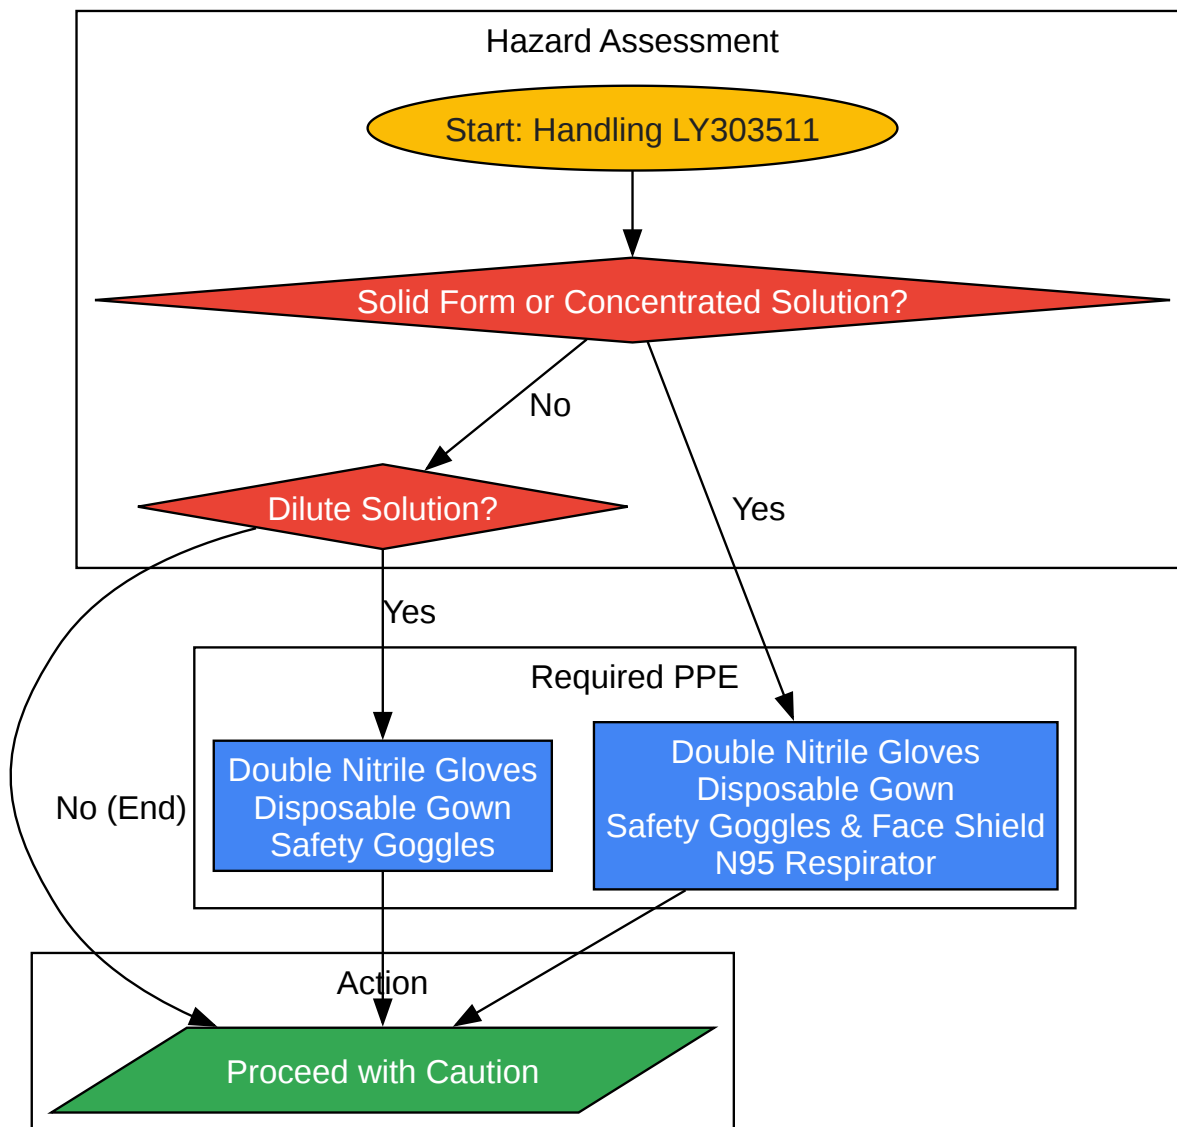 Hazard Assessment
Start: Handling LY303511
Solid Form or Concentrated Solution?
No
Dilute Solution?
Yes
Yes
Required PPE
Double Nitrile Gloves
Disposable Gown
Safety Goggles
Double Nitrile Gloves
Disposable Gown
Safety Goggles & Face Shield
N95 Respirator
No (End)
Action
Proceed with Caution